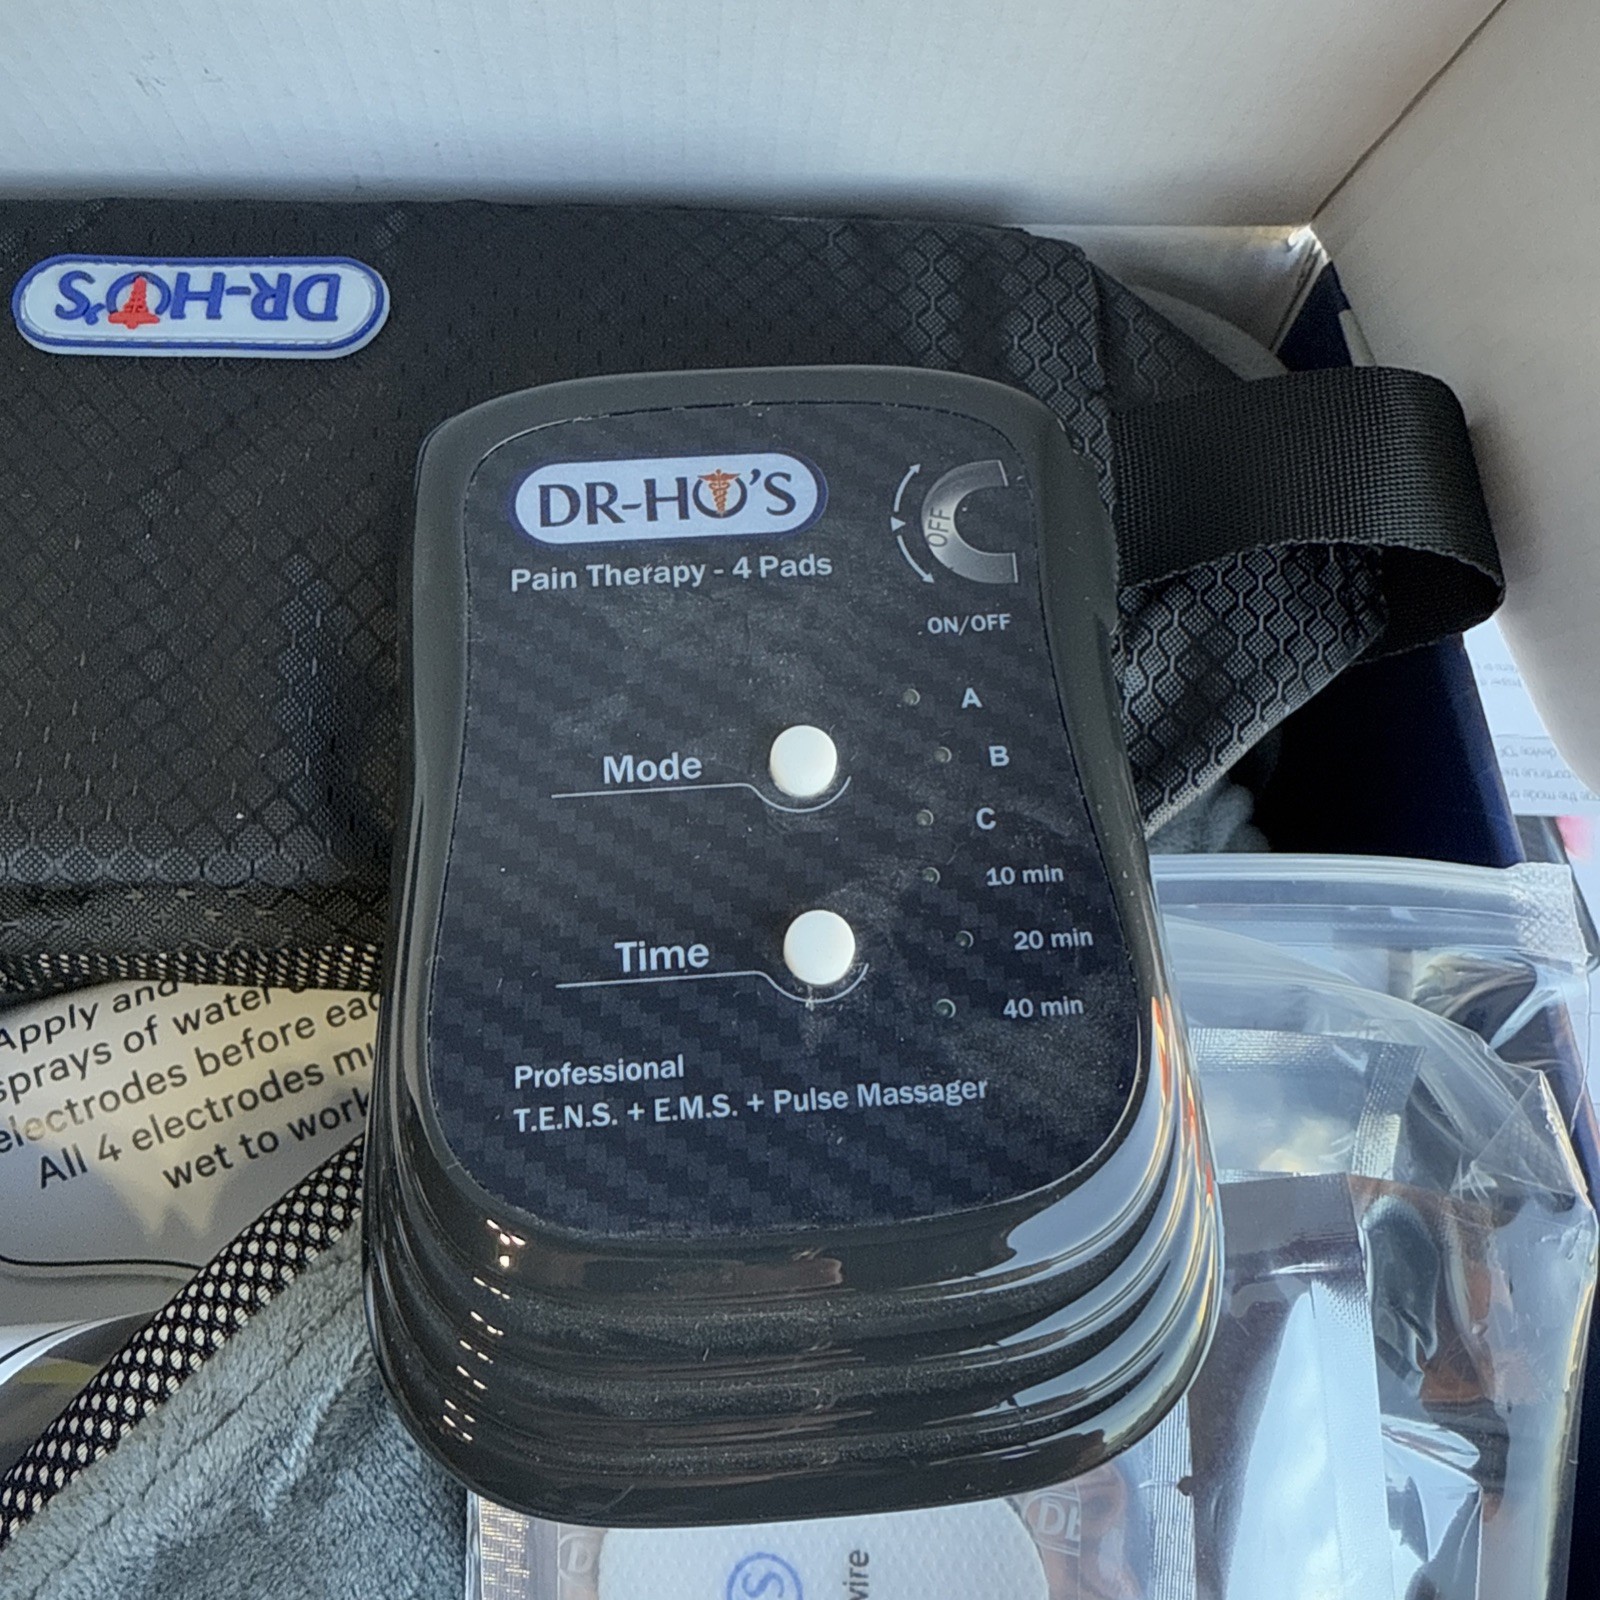 DR-HO'S
DR-HO'S
Pain Therapy - 4 Pads
OFF
ON/OFF
A
Mode
B
C
10 min
Time
20 min
40 min
Professional
T.E.N.S. + E.M.S. + Pulse Massager
Apply and
sprays of water
electrodes before
All 4 electrodes
wet to work